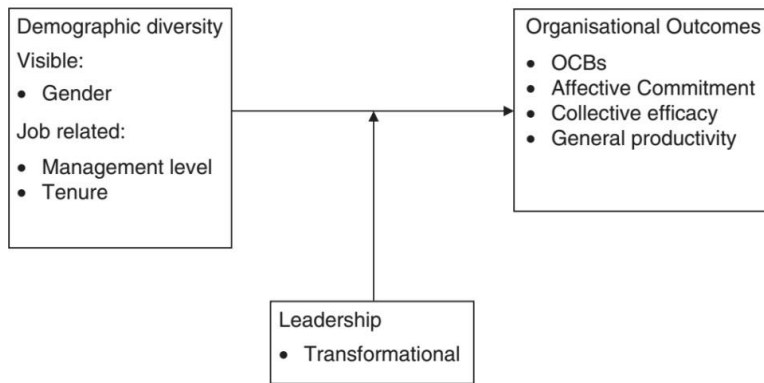 Demographic diversity
Visible:
• Gender
Job related:
• Management level
• Tenure
Organisational Outcomes
• OCBs
• Affective Commitment
• Collective efficacy
• General productivity
Leadership
• Transformational